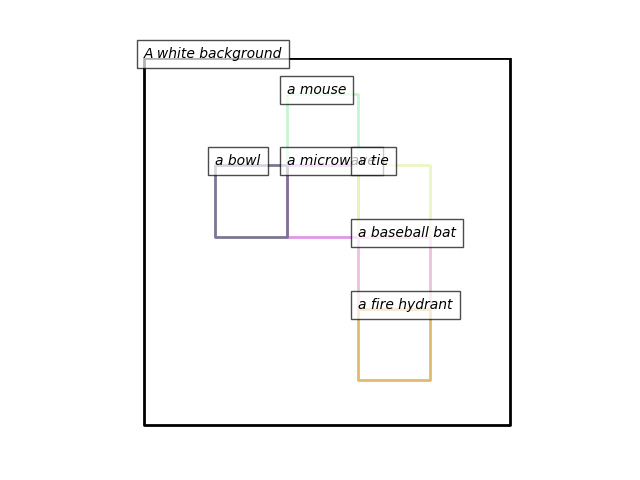 A white background
a mouse
a bowl
a microwave
a tie
a baseball bat
a fire hydrant